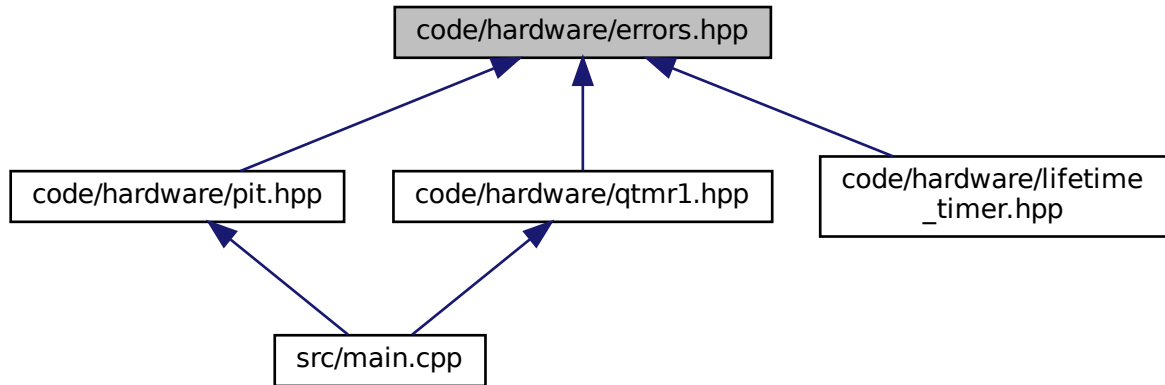 code/hardware/errors.hpp
code/hardware/pit.hpp
code/hardware/qtmr1.hpp
code/hardware/lifetime
_timer.hpp
src/main.cpp